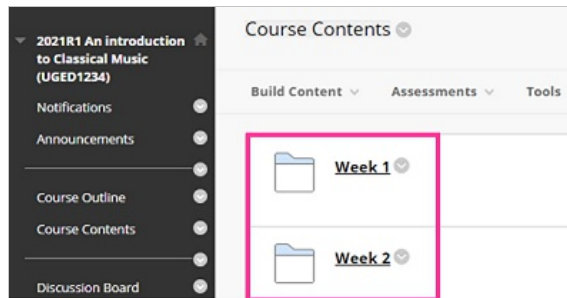 2021R1 An introduction
to Classical Music
(UGED1234)
Notifications
Announcements
Course Outline
Course Contents
Discussion Board
Course Contents
Build Content Assessments Tools
Week 1
Week 2